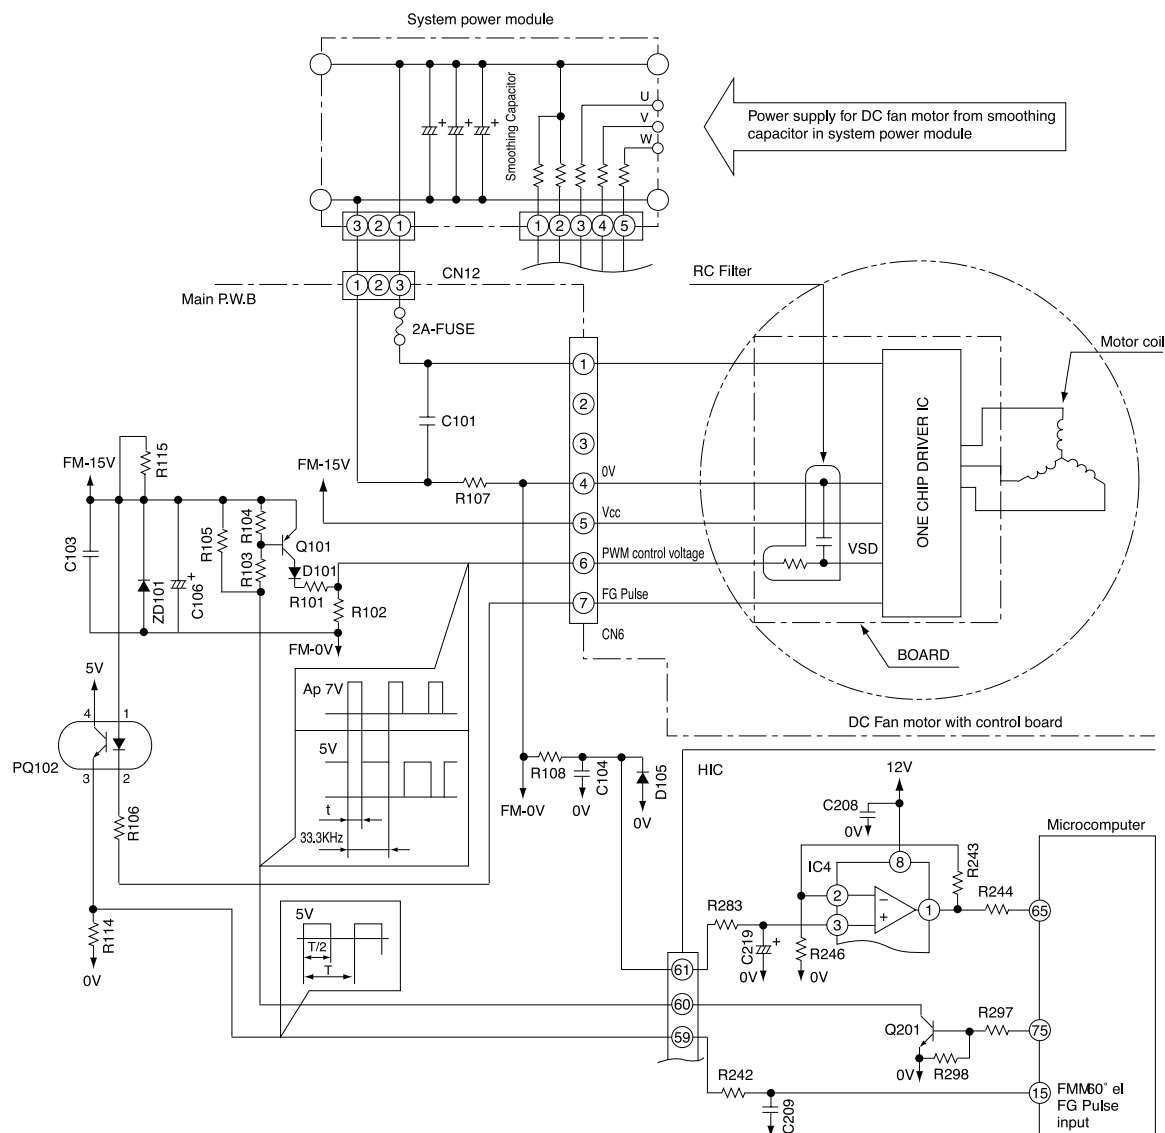 System power module
Smoothing Capacitor
U
V
W
Power supply for DC fan motor from smoothing
capacitor in system power module
3 2 1
1 2 3 4 5
1 2 3
CN12
Main P.W.B
2A-FUSE
RC Filter
Motor coil
1
2
3
4
5
6
7
C101
0V
R107
FM-15V
Vcc
PWM control voltage
FG Pulse
CN6
VSD
ONE CHIP DRIVER IC
BOARD
DC Fan motor with control board
FM-15V
R115
C103
ZD101
C106
+
R105
R104
R103
Q101
D101
R101
R102
FM-0V
5V
4
1
3
2
PQ102
R106
R114
0V
Ap 7V
5V
t
33.3KHz
5V
T/2
T
R108
C104
D105
FM-0V
0V
0V
HIC
12V
C208
0V
IC4
8
2
3
1
−
+
R243
R244
R283
C219
+
0V
R246
0V
Microcomputer
65
61
60
59
Q201
R297
75
0V
R298
R242
C209
0V
15
FMM60° el
FG Pulse
input